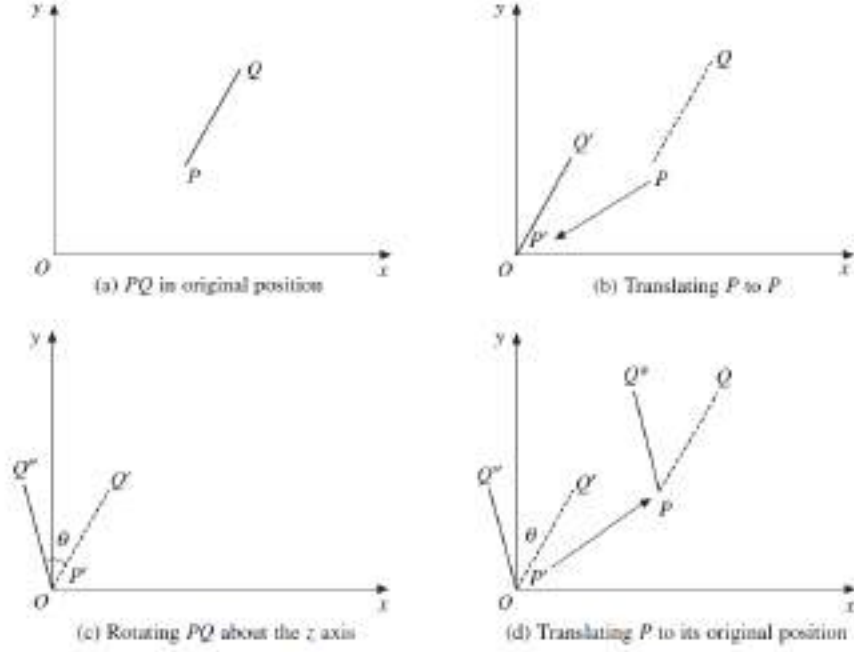 y
Q
P
O
x
(a) PQ in original position
y
Q
Q′
P
P′
O
x
(b) Translating P to P
y
Q″
Q′
θ
P′
O
x
(c) Rotating PQ about the z axis
y
Q*
Q
Q″
Q′
P
θ
P′
O
x
(d) Translating P to its original position